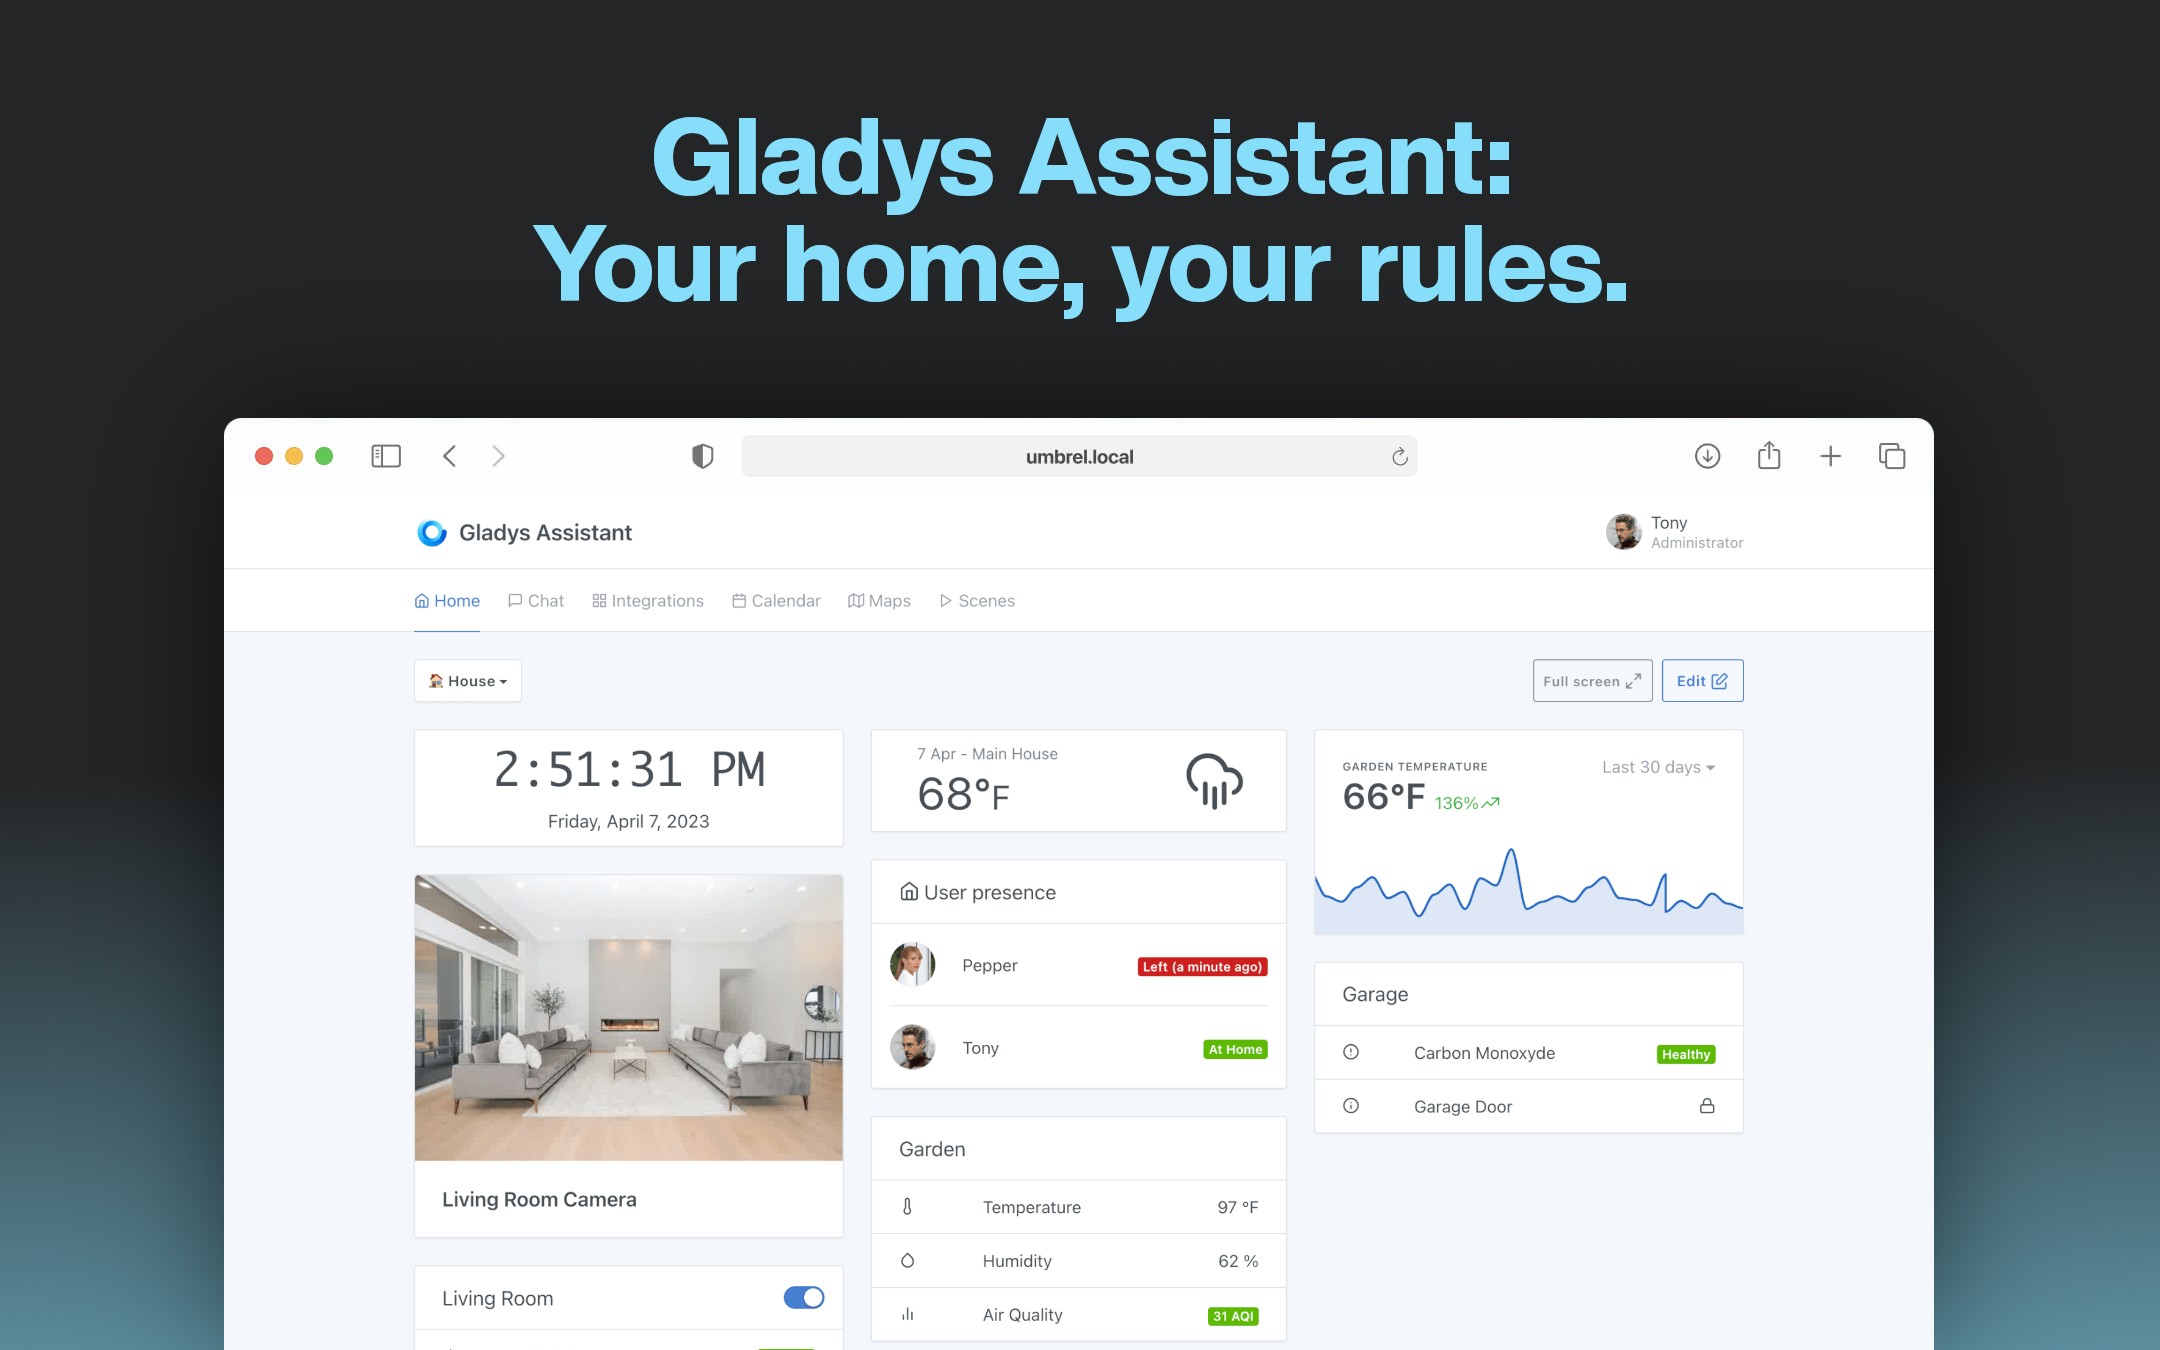 Gladys Assistant:
Your home, your rules.
umbrel.local
Gladys Assistant
Tony
Administrator
Home
Chat
Integrations
Calendar
Maps
Scenes
House
Full screen
Edit
2:51:31 PM
Friday, April 7, 2023
Living Room Camera
Living Room
7 Apr - Main House
68°F
User presence
Pepper
Left (a minute ago)
Tony
At Home
Garden
Temperature
97 °F
Humidity
62 %
Air Quality
31 AQI
GARDEN TEMPERATURE
Last 30 days
66°F 136%
Garage
Carbon Monoxyde
Healthy
Garage Door